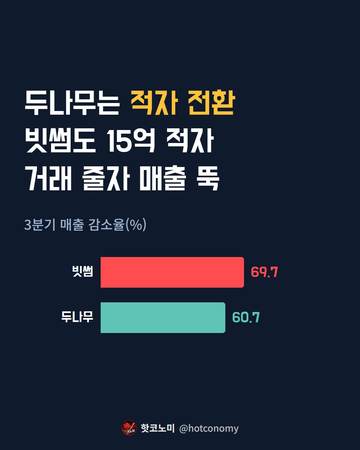 두나무는 적자 전환
빗썸도 15억 적자
거래 줄자 매출 뚝
3분기 매출 감소율(%)
빗썸 69.7
두나무 60.7
핫코노미 @hotconomy